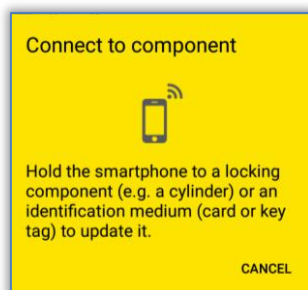 Connect to component
Hold the smartphone to a locking
component (e.g. a cylinder) or an
identification medium (card or key
tag) to update it.
CANCEL